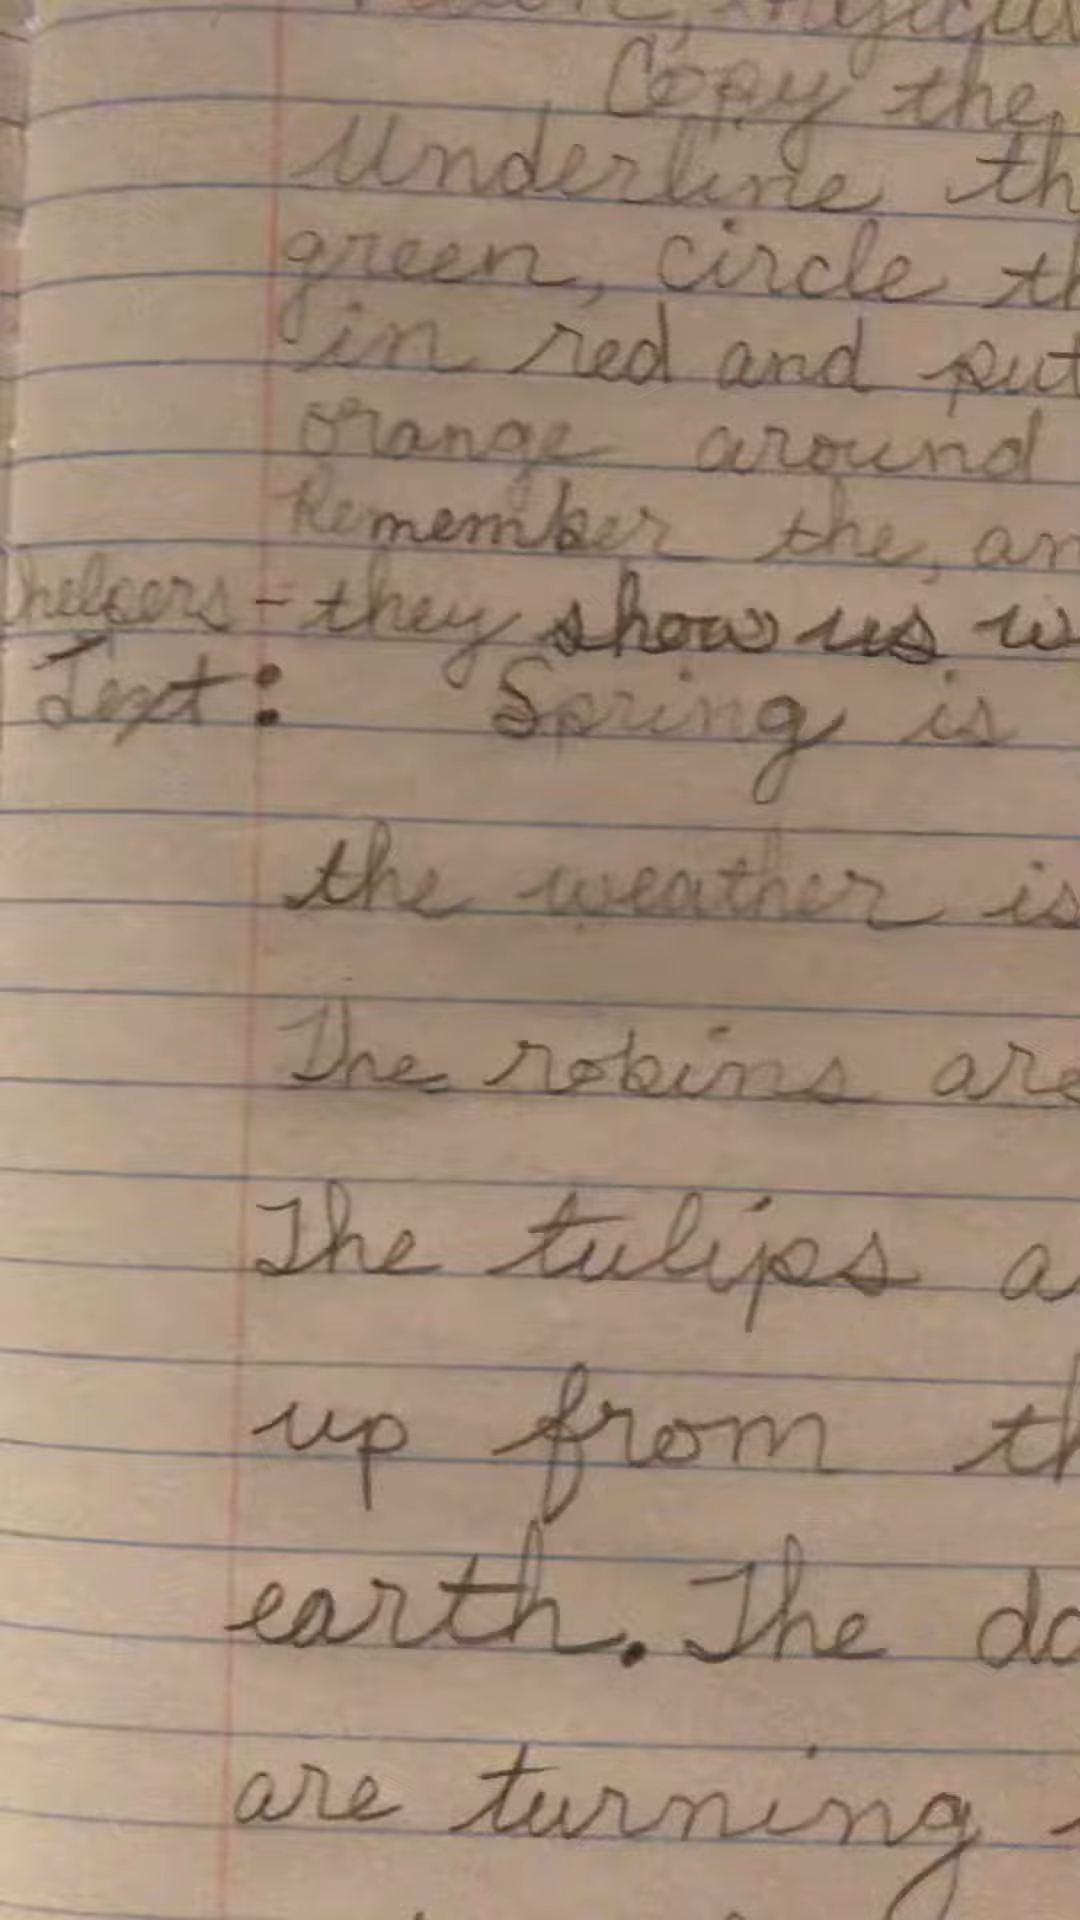 Copy the
Underline th
green, circle th
in red and put
orange around
Remember the, an
helpers - they show us w
Text: Spring is
the weather is
The robins are
The tulips a
up from th
earth. The da
are turning